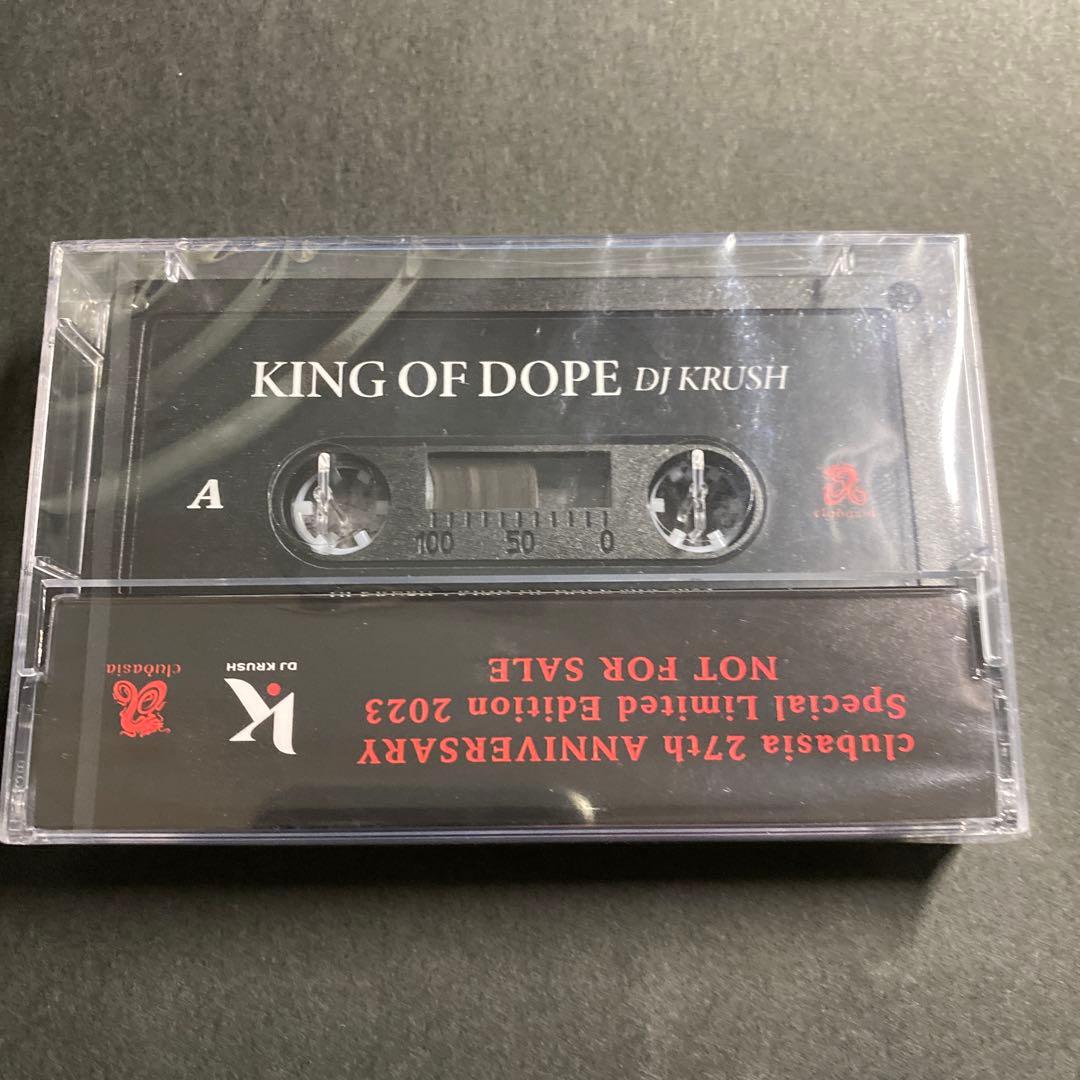 KING OF DOPE DJ KRUSH
A
clubasia
100 50 0
clubasia 27th ANNIVERSARY
Special Limited Edition 2023
NOT FOR SALE
DJ KRUSH
clubasia